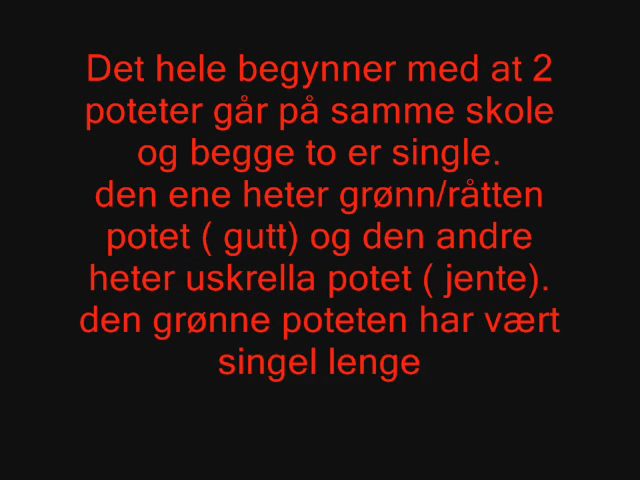 Det hele begynner med at 2
poteter går på samme skole
og begge to er single.
den ene heter grønn/råtten
potet ( gutt) og den andre
heter uskrella potet ( jente).
den grønne poteten har vært
singel lenge